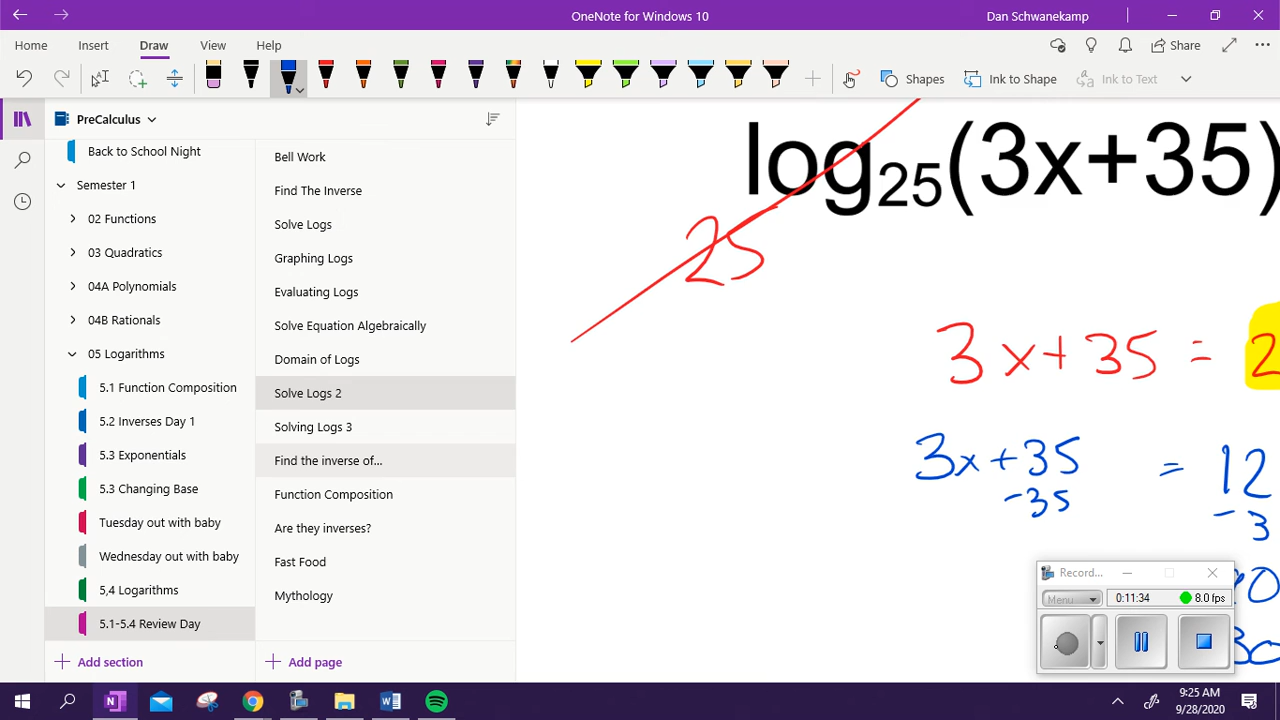 OneNote for Windows 10
Dan Schwanekamp
Home Insert Draw View Help
Share
Shapes
Ink to Shape
Ink to Text
PreCalculus
Back to School Night
Semester 1
02 Functions
03 Quadratics
04A Polynomials
04B Rationals
05 Logarithms
5.1 Function Composition
5.2 Inverses Day 1
5.3 Exponentials
5.3 Changing Base
Tuesday out with baby
Wednesday out with baby
5,4 Logarithms
5.1-5.4 Review Day
Add section
Bell Work
Find The Inverse
Solve Logs
Graphing Logs
Evaluating Logs
Solve Equation Algebraically
Domain of Logs
Solve Logs 2
Solving Logs 3
Find the inverse of...
Function Composition
Are they inverses?
Fast Food
Mythology
Add page
log₂₅(3x+35)
25
3x+35 = 2
3x+35 = 12
-35 -3
30
Record...
Menu
0:11:34
8.0 fps
9:25 AM
9/28/2020